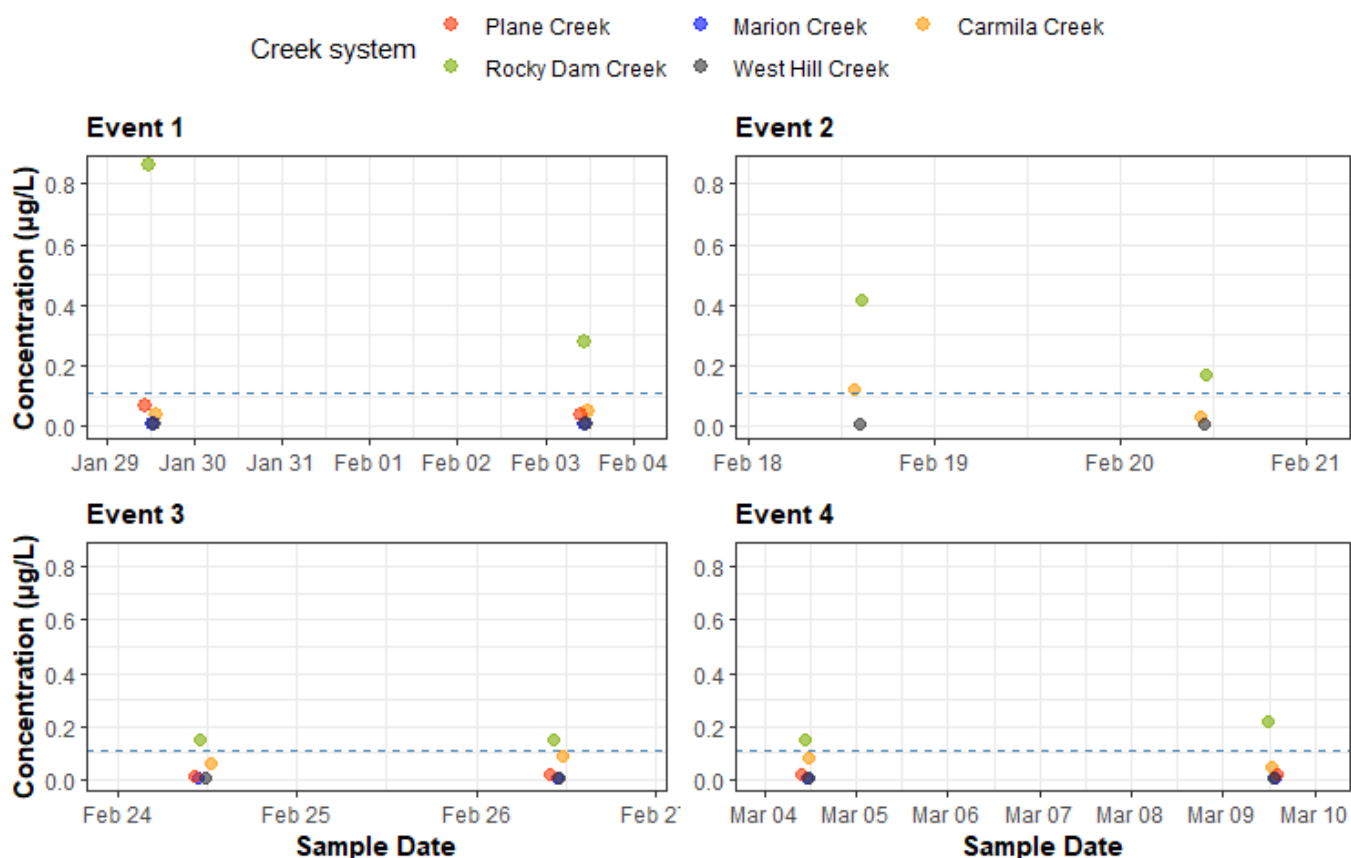 Creek system
Plane Creek
Marion Creek
Carmila Creek
Rocky Dam Creek
West Hill Creek
Event 1
Concentration (µg/L)
0.8
0.6
0.4
0.2
0.0
Jan 29 Jan 30 Jan 31 Feb 01 Feb 02 Feb 03 Feb 04
Event 2
0.8
0.6
0.4
0.2
0.0
Feb 18 Feb 19 Feb 20 Feb 21
Event 3
Concentration (µg/L)
0.8
0.6
0.4
0.2
0.0
Feb 24 Feb 25 Feb 26 Feb
Sample Date
Event 4
0.8
0.6
0.4
0.2
0.0
Mar 04 Mar 05 Mar 06 Mar 07 Mar 08 Mar 09 Mar 10
Sample Date